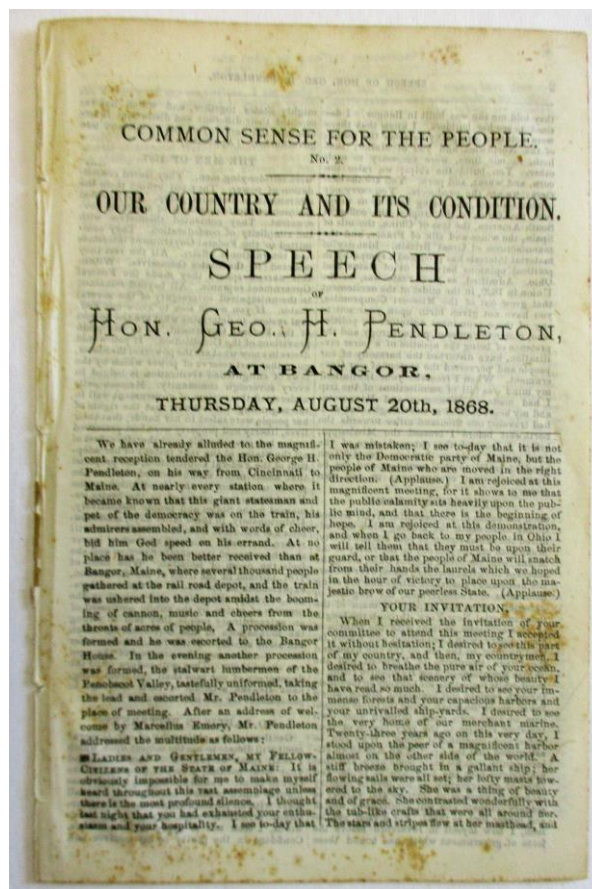 COMMON SENSE FOR THE PEOPLE.
No. 2.
OUR COUNTRY AND ITS CONDITION.
SPEECH
OF
HON. GEO. H. PENDLETON,
AT BANGOR,
THURSDAY, AUGUST 20th, 1868.
We have already alluded to the magnifi-
cent reception tendered the Hon. George H.
Pendleton, on his way from Cincinnati to
Maine. At nearly every station where it
became known that this giant statesman and
pet of the democracy was on the train, his
admirers assembled, and with words of cheer,
bid him God speed on his errand. At no
place has he been better received than at
Bangor, Maine, where several thousand people
gathered at the rail road depot, and the train
was ushered into the depot amidst the boom-
ing of cannon, music and cheers from the
throats of acres of people. A procession was
formed and he was escorted to the Bangor
House. In the evening another procession
was formed, the stalwart lumbermen of the
Penobscot Valley, tastefully uniformed, taking
the lead and escorted Mr. Pendleton to the
place of meeting. After an address of wel-
come by Marcellus Emery, Mr. Pendleton
addressed the multitude as follows:
LADIES AND GENTLEMEN, MY FELLOW-
CITIZENS OF THE STATE OF MAINE: It is
obviously impossible for me to make myself
heard throughout this vast assemblage unless
there is the most profound silence. I thought
last night that you had exhausted your enthu-
siasm and your hospitality. I see to-day that
I was mistaken; I see to-day that it is not
only the Democratic party of Maine, but the
people of Maine who are moved in the right
direction. (Applause.) I am rejoiced at this
magnificent meeting, for it shows to me that
the public calamity sits heavily upon the pub-
lic mind, and that there is the beginning of
hope. I am rejoiced at this demonstration,
and when I go back to my people in Ohio I
will tell them that they must be upon their
guard, or that the people of Maine will snatch
from their hands the laurels which we hoped
in the hour of victory to place upon the ma-
jestic brow of our peerless State. (Applause.)
YOUR INVITATION.
When I received the invitation of your
committee to attend this meeting I accepted
it without hesitation; I desired to see this part
of my country, and then, my countrymen, I
desired to breathe the pure air of your ocean,
and to see that scenery of whose beauty I
have read so much. I desired to see your im-
mense forests and your capacious harbors and
your unrivalled ship-yards. I desired to see
the very home of our merchant marine.
Twenty-three years ago on this very day, I
stood upon the peer of a magnificent harbor
almost on the other side of the world. A
stiff breeze brought in a gallant ship; her
flowing sails were all set; her lofty masts tow-
ered to the sky. She was a thing of beauty
and of grace. She contrasted wonderfully with
the tub-like crafts that were all around her.
The stars and stripes flew at her masthead, and